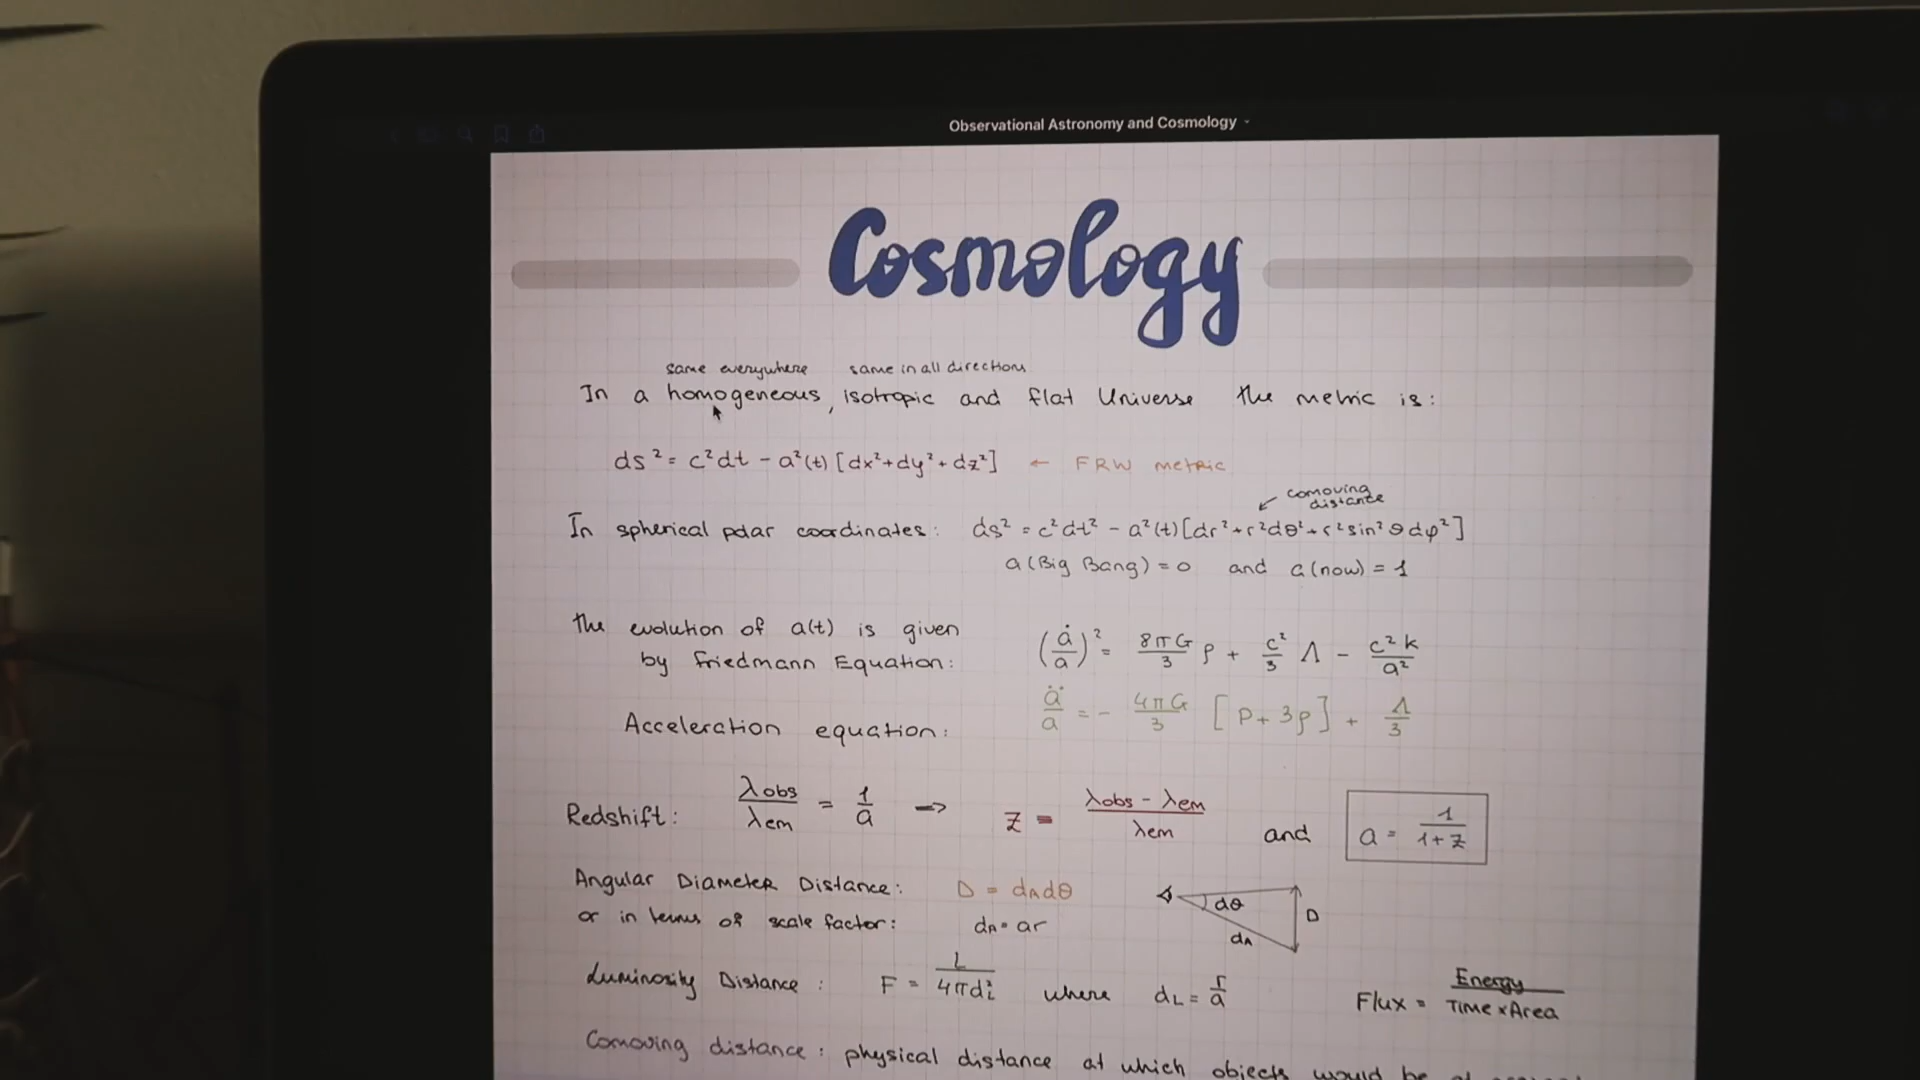 Observational Astronomy and Cosmology
Cosmology
same everywhere same in all directions
In a homogeneous, isotropic and flat Universe the metric is:
ds² = c²dt - a²(t) [dx²+dy²+dz²] ← FRW metric
comoving distance
In spherical polar coordinates: ds² = c²dt² - a²(t)[dr²+r²dθ²+r²sin²θdφ²]
a(Big Bang) = 0 and a(now) = 1
The evolution of a(t) is given
by Friedmann Equation: (ȧ/a)² = 8πG/3 ρ + c²/3 Λ - c²k/a²
Acceleration equation: ä/a = - 4πG/3 [P+3ρ] + Λ/3
Redshift: λobs/λem = 1/a => z = λobs - λem/λem and a = 1/1+z
Angular Diameter Distance: D = dAdθ
or in terms of scale factor: dA = ar
dθ D
dA
Luminosity Distance: F = L/4πdL² where dL = r/a Flux = Energy/Time×Area
Comoving distance: physical distance at which objects would be at